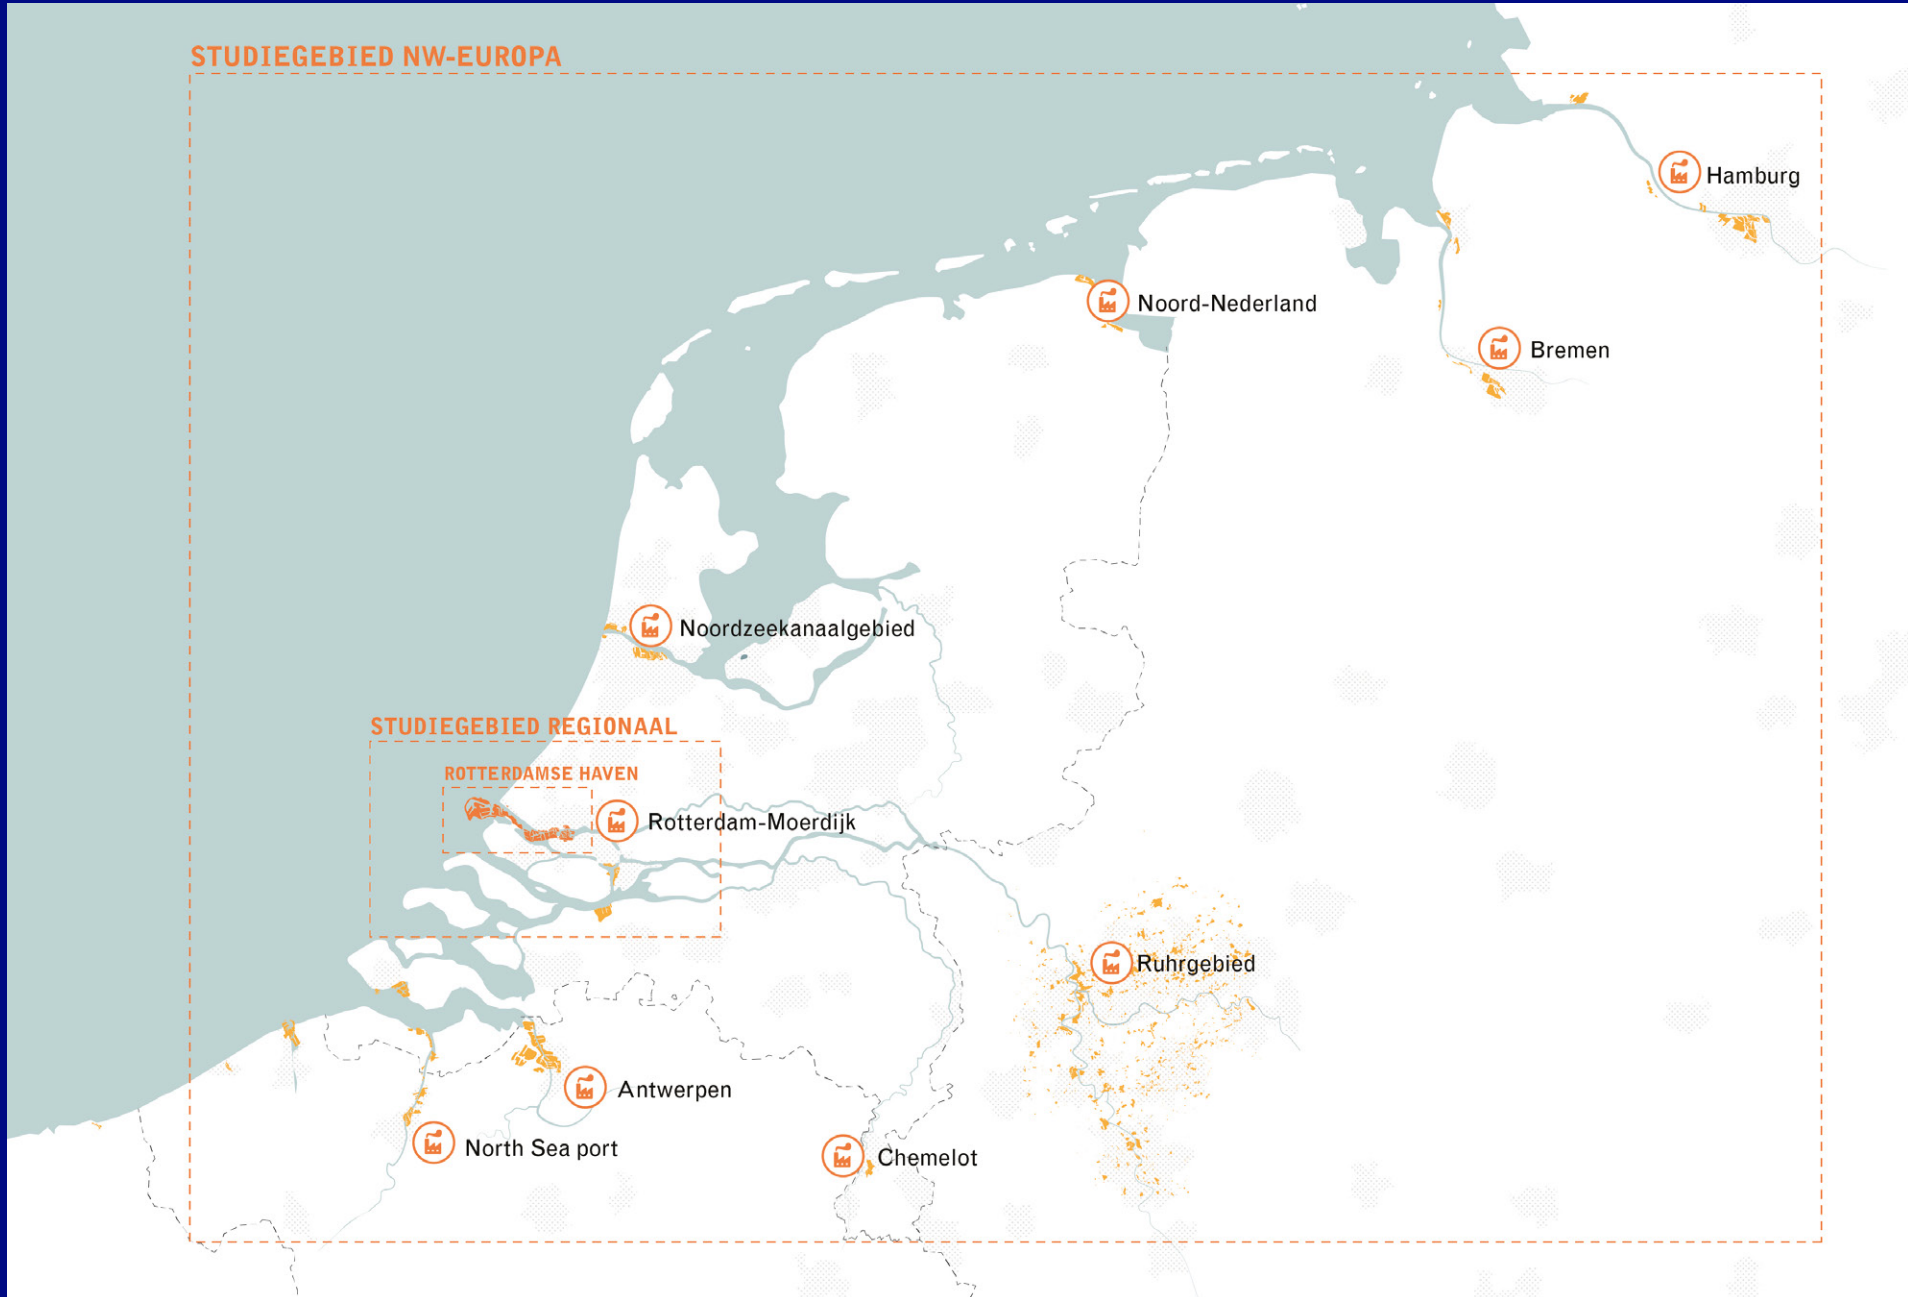 STUDIEGEBIED NW-EUROPA
Hamburg
Noord-Nederland
Bremen
Noordzeekanaalgebied
STUDIEGEBIED REGIONAAL
ROTTERDAMSE HAVEN
Rotterdam-Moerdijk
Ruhrgebied
Antwerpen
North Sea port
Chemelot